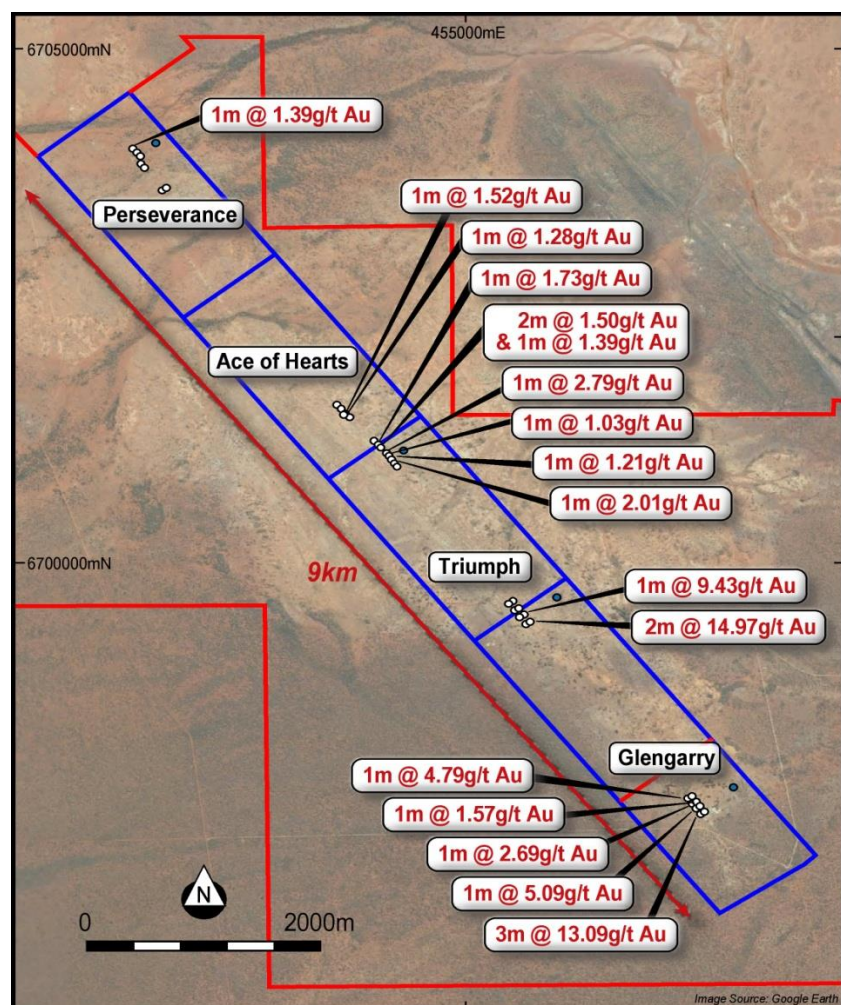 455000mE
6705000mN
1m @ 1.39g/t Au
1m @ 1.52g/t Au
Perseverance
1m @ 1.28g/t Au
1m @ 1.73g/t Au
2m @ 1.50g/t Au
& 1m @ 1.39g/t Au
Ace of Hearts
1m @ 2.79g/t Au
1m @ 1.03g/t Au
1m @ 1.21g/t Au
1m @ 2.01g/t Au
6700000mN
Triumph
9km
1m @ 9.43g/t Au
2m @ 14.97g/t Au
Glengarry
1m @ 4.79g/t Au
1m @ 1.57g/t Au
1m @ 2.69g/t Au
1m @ 5.09g/t Au
3m @ 13.09g/t Au
N
0 2000m
Image Source: Google Earth